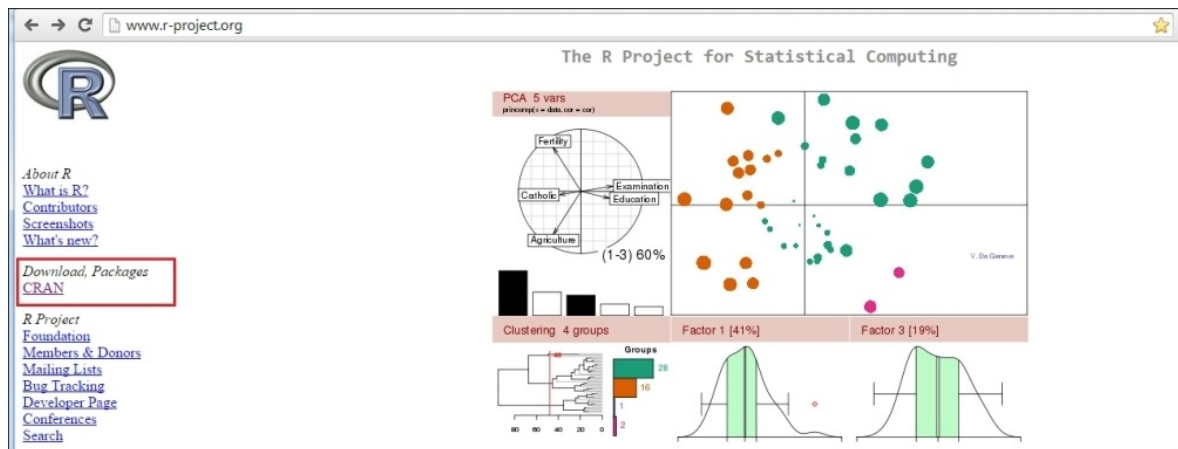 www.r-project.org
R
The R Project for Statistical Computing
About R
What is R?
Contributors
Screenshots
What's new?
Download, Packages
CRAN
R Project
Foundation
Members & Donors
Mailing Lists
Bug Tracking
Developer Page
Conferences
Search
PCA 5 vars
princomp(x = data, cor = cor)
Fertility
Catholic
Examination
Education
Agriculture
(1-3) 60%
V. De Geneve
Clustering 4 groups
Factor 1 [41%]
Factor 3 [19%]
Groups
48
28
16
1
2
80 60 40 20 0